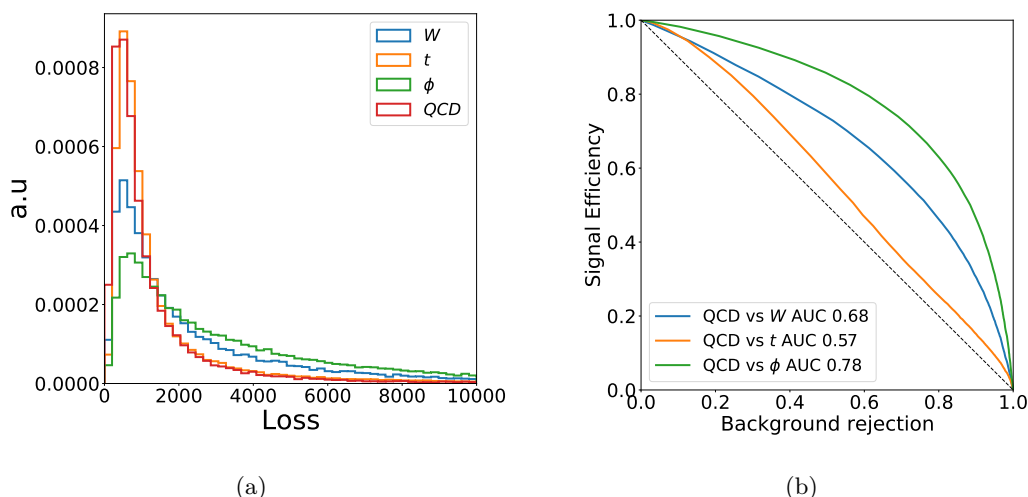 0.0008
0.0006
0.0004
0.0002
0.0000
a.u
W
t
ϕ
QCD
0
2000
4000
6000
8000
10000
Loss
(a)
1.0
0.8
0.6
0.4
0.2
0.0
Signal Efficiency
QCD vs W AUC 0.68
QCD vs t AUC 0.57
QCD vs ϕ AUC 0.78
0.0
0.2
0.4
0.6
0.8
1.0
Background rejection
(b)